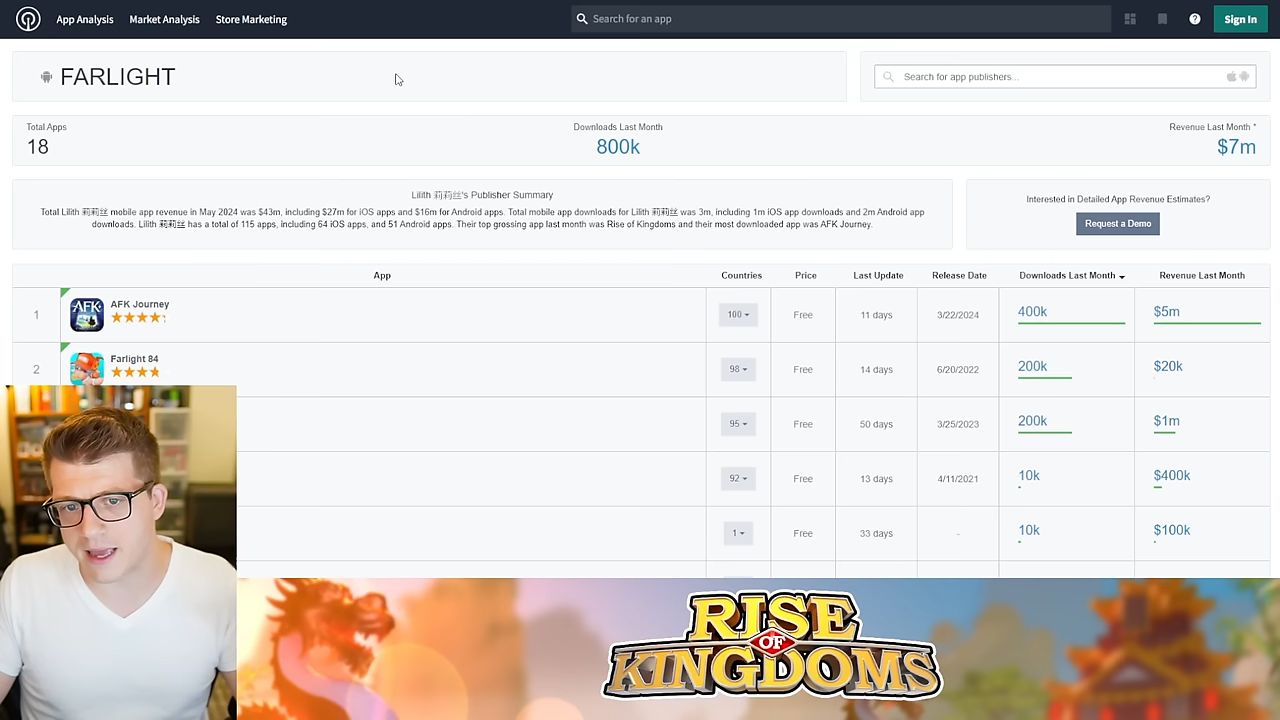 App Analysis Market Analysis Store Marketing Search for an app Sign In
FARLIGHT Search for app publishers...
Total Apps Downloads Last Month Revenue Last Month *
18 800k $7m
Lilith 莉莉丝's Publisher Summary
Total Lilith 莉莉丝 mobile app revenue in May 2024 was $43m, including $27m for iOS apps and $16m for Android apps. Total mobile app downloads for Lilith 莉莉丝 was 3m, including 1m iOS app downloads and 2m Android app
downloads. Lilith 莉莉丝 has a total of 115 apps, including 64 iOS apps, and 51 Android apps. Their top grossing app last month was Rise of Kingdoms and their most downloaded app was AFK Journey.
Interested in Detailed App Revenue Estimates?
Request a Demo
App Countries Price Last Update Release Date Downloads Last Month Revenue Last Month
1 AFK AFK Journey 100 Free 11 days 3/22/2024 400k $5m
2 Farlight 84 98 Free 14 days 6/20/2022 200k $20k
95 Free 50 days 3/25/2023 200k $1m
92 Free 13 days 4/11/2021 10k $400k
1 Free 33 days - 10k $100k
RISE
OF
KINGDOMS